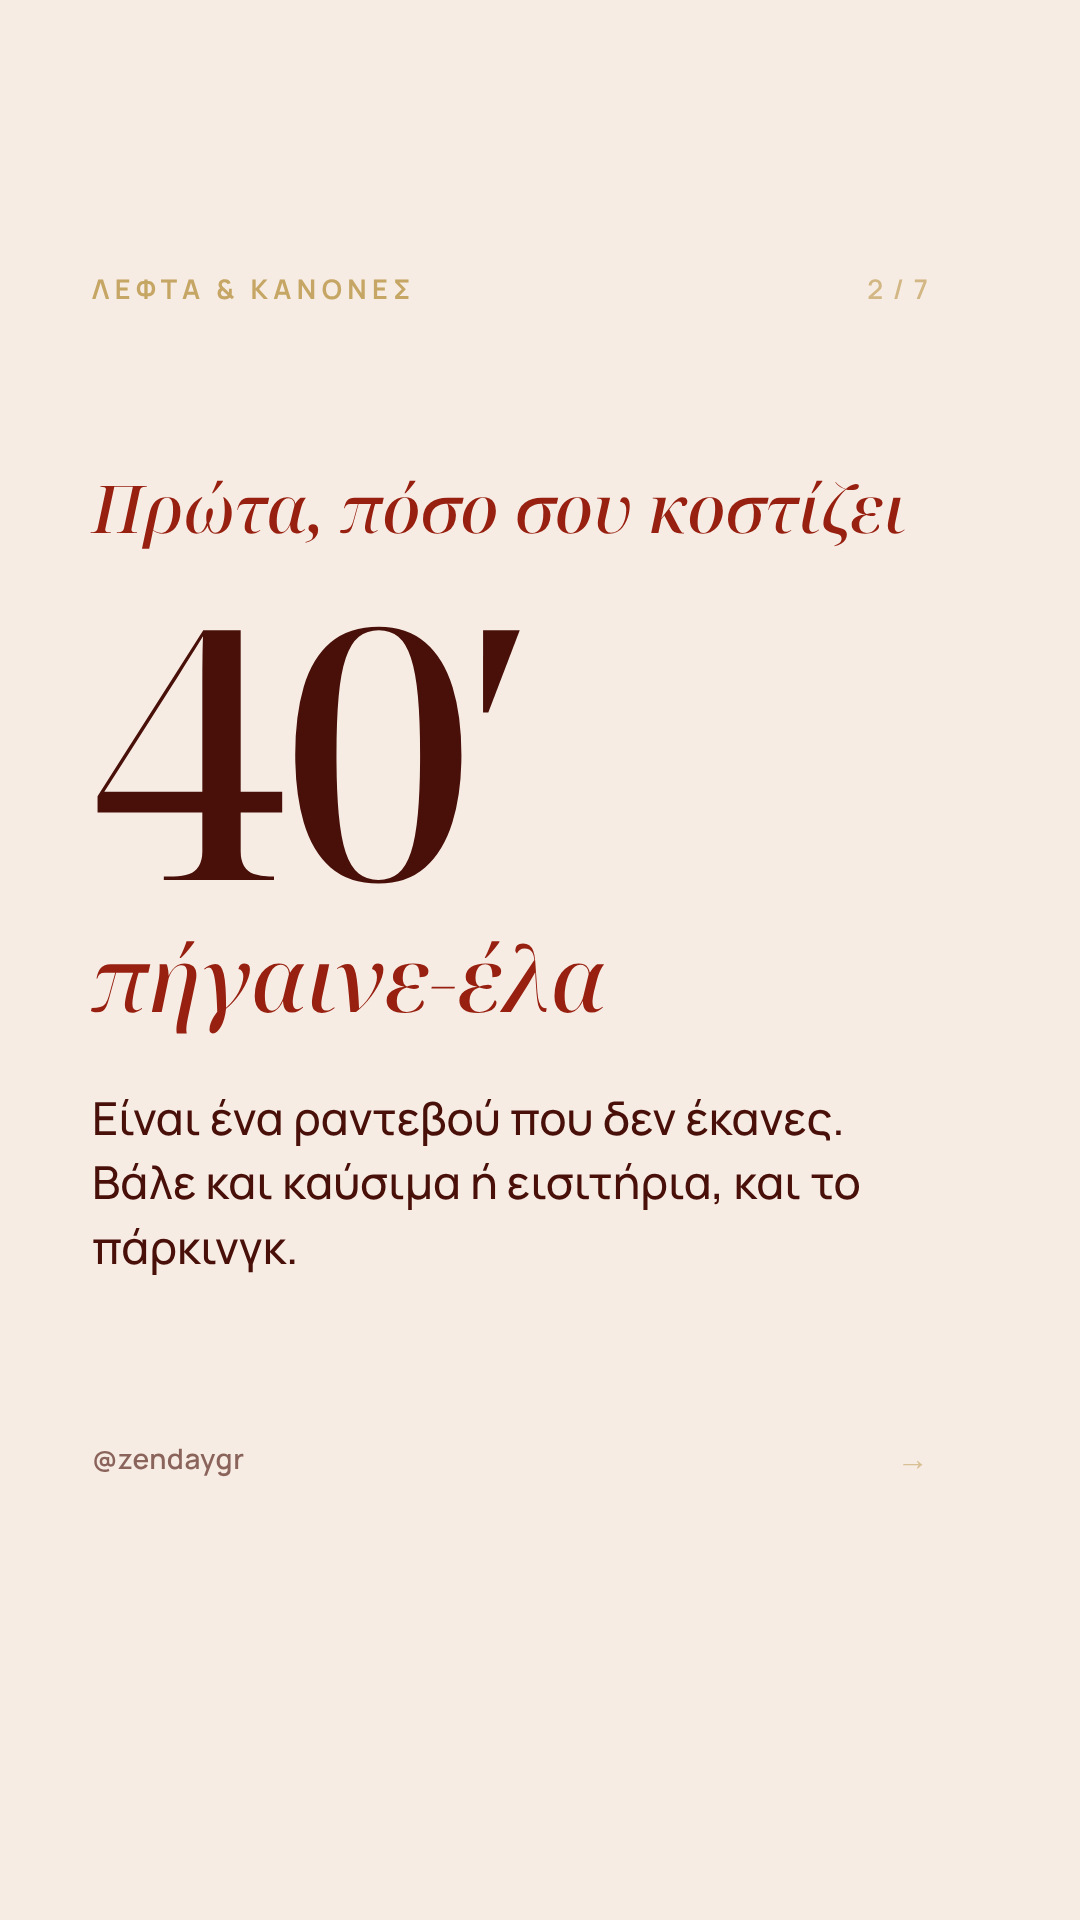 ΛΕΦΤΑ & ΚΑΝΟΝΕΣ
2 / 7
Πρώτα, πόσο σου κοστίζει
40′
πήγαινε-έλα
Είναι ένα ραντεβού που δεν έκανες.
Βάλε και καύσιμα ή εισιτήρια, και το
πάρκινγκ.
@zendaygr
→